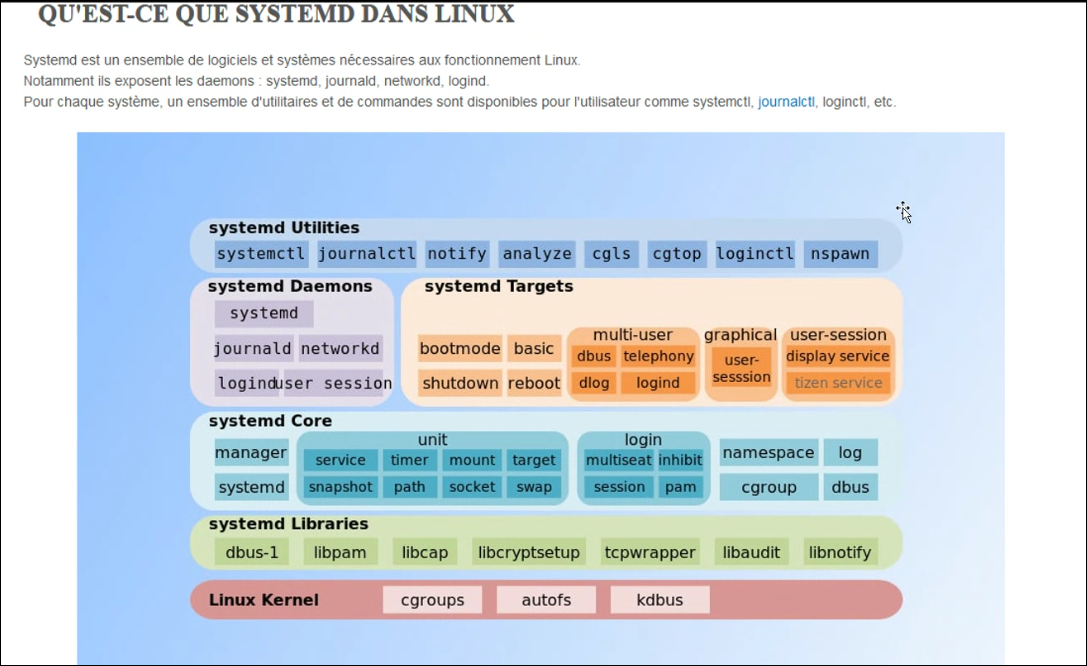 QU'EST-CE QUE SYSTEMD DANS LINUX
Systemd est un ensemble de logiciels et systèmes nécessaires aux fonctionnement Linux.
Notamment ils exposent les daemons : systemd, journald, networkd, logind.
Pour chaque système, un ensemble d'utilitaires et de commandes sont disponibles pour l'utilisateur comme systemctl, journalctl, loginctl, etc.
systemd Utilities
systemctl journalctl notify analyze cgls cgtop loginctl nspawn
systemd Daemons
systemd
journald networkd
logind user session
systemd Targets
bootmode basic
shutdown reboot
multi-user
dbus telephony
dlog logind
graphical
user-
sesssion
user-session
display service
tizen service
systemd Core
manager
systemd
unit
service timer mount target
snapshot path socket swap
login
multiseat inhibit
session pam
namespace log
cgroup dbus
systemd Libraries
dbus-1 libpam libcap libcryptsetup tcpwrapper libaudit libnotify
Linux Kernel cgroups autofs kdbus